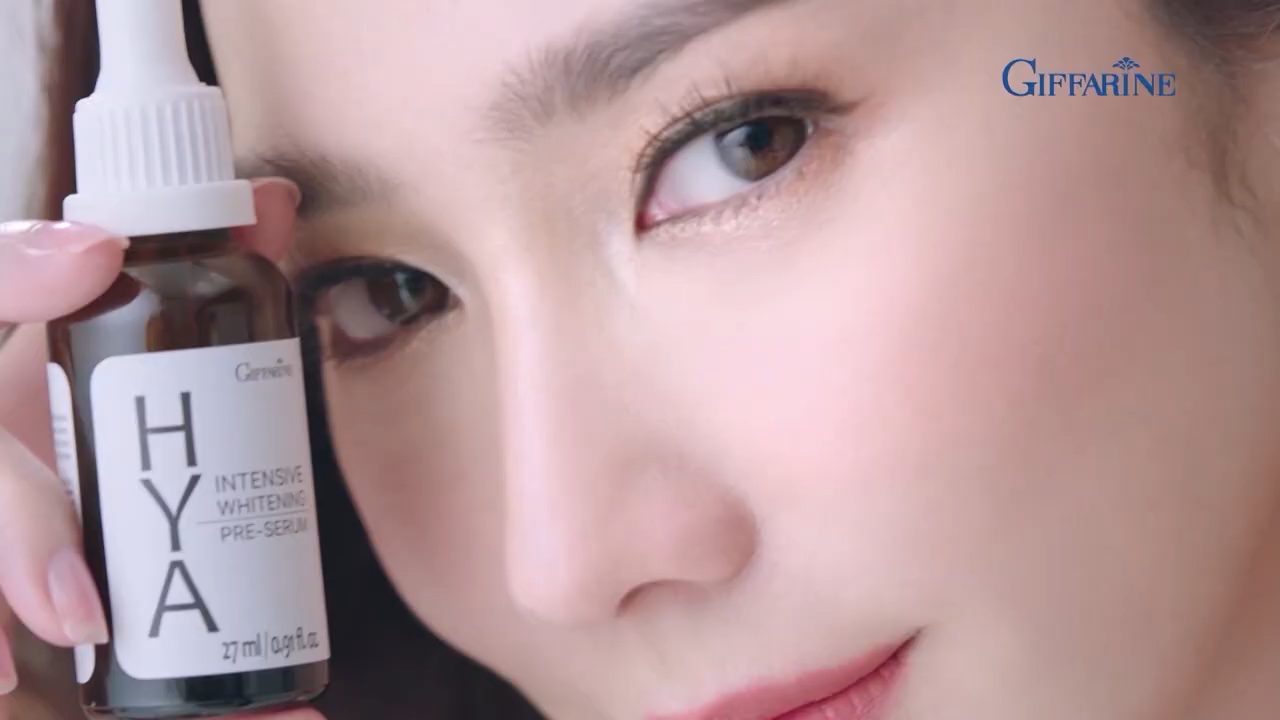 GIFFARINE
GIFFARINE
HYA
INTENSIVE
WHITENING
PRE-SERUM
27 ml | 0.91 fl. oz.